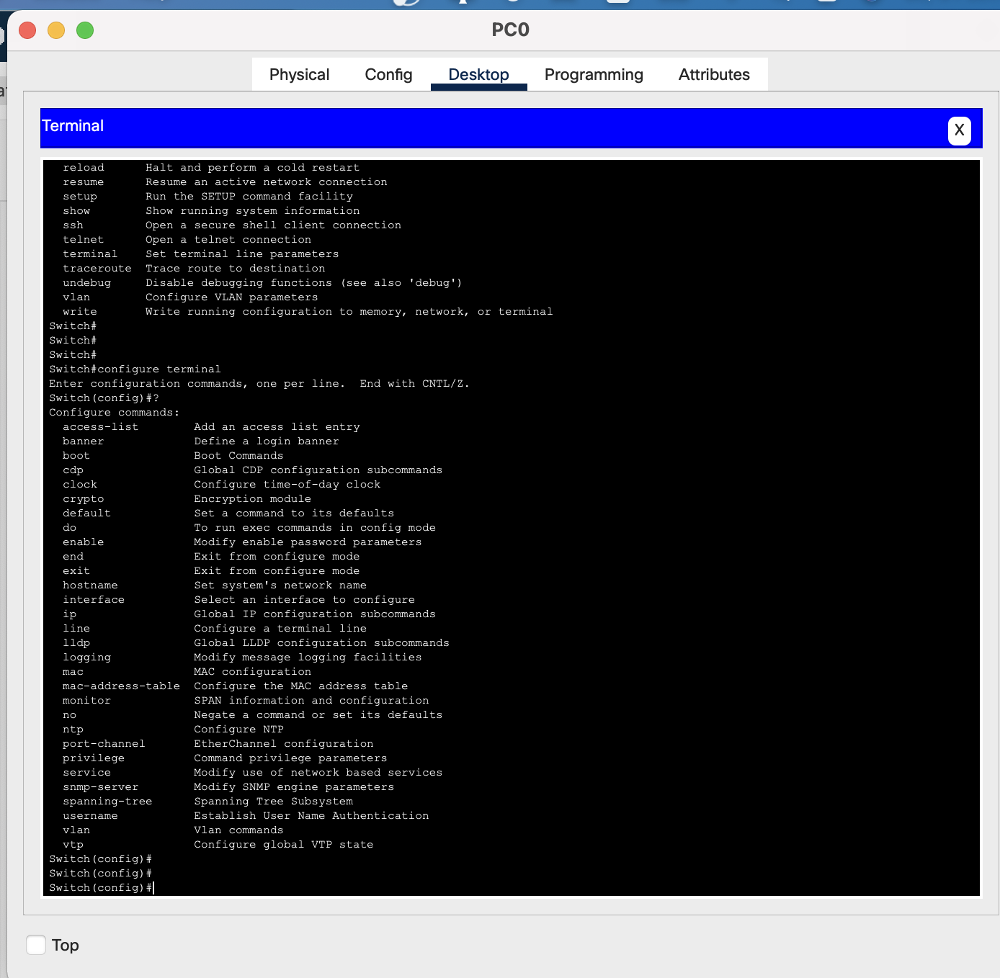 PC0
Physical Config Desktop Programming Attributes
Terminal X
reload Halt and perform a cold restart
resume Resume an active network connection
setup Run the SETUP command facility
show Show running system information
ssh Open a secure shell client connection
telnet Open a telnet connection
terminal Set terminal line parameters
traceroute Trace route to destination
undebug Disable debugging functions (see also 'debug')
vlan Configure VLAN parameters
write Write running configuration to memory, network, or terminal
Switch#
Switch#
Switch#
Switch#configure terminal
Enter configuration commands, one per line. End with CNTL/Z.
Switch(config)#?
Configure commands:
access-list Add an access list entry
banner Define a login banner
boot Boot Commands
cdp Global CDP configuration subcommands
clock Configure time-of-day clock
crypto Encryption module
default Set a command to its defaults
do To run exec commands in config mode
enable Modify enable password parameters
end Exit from configure mode
exit Exit from configure mode
hostname Set system's network name
interface Select an interface to configure
ip Global IP configuration subcommands
line Configure a terminal line
lldp Global LLDP configuration subcommands
logging Modify message logging facilities
mac MAC configuration
mac-address-table Configure the MAC address table
monitor SPAN information and configuration
no Negate a command or set its defaults
ntp Configure NTP
port-channel EtherChannel configuration
privilege Command privilege parameters
service Modify use of network based services
snmp-server Modify SNMP engine parameters
spanning-tree Spanning Tree Subsystem
username Establish User Name Authentication
vlan Vlan commands
vtp Configure global VTP state
Switch(config)#
Switch(config)#
Switch(config)#
Top